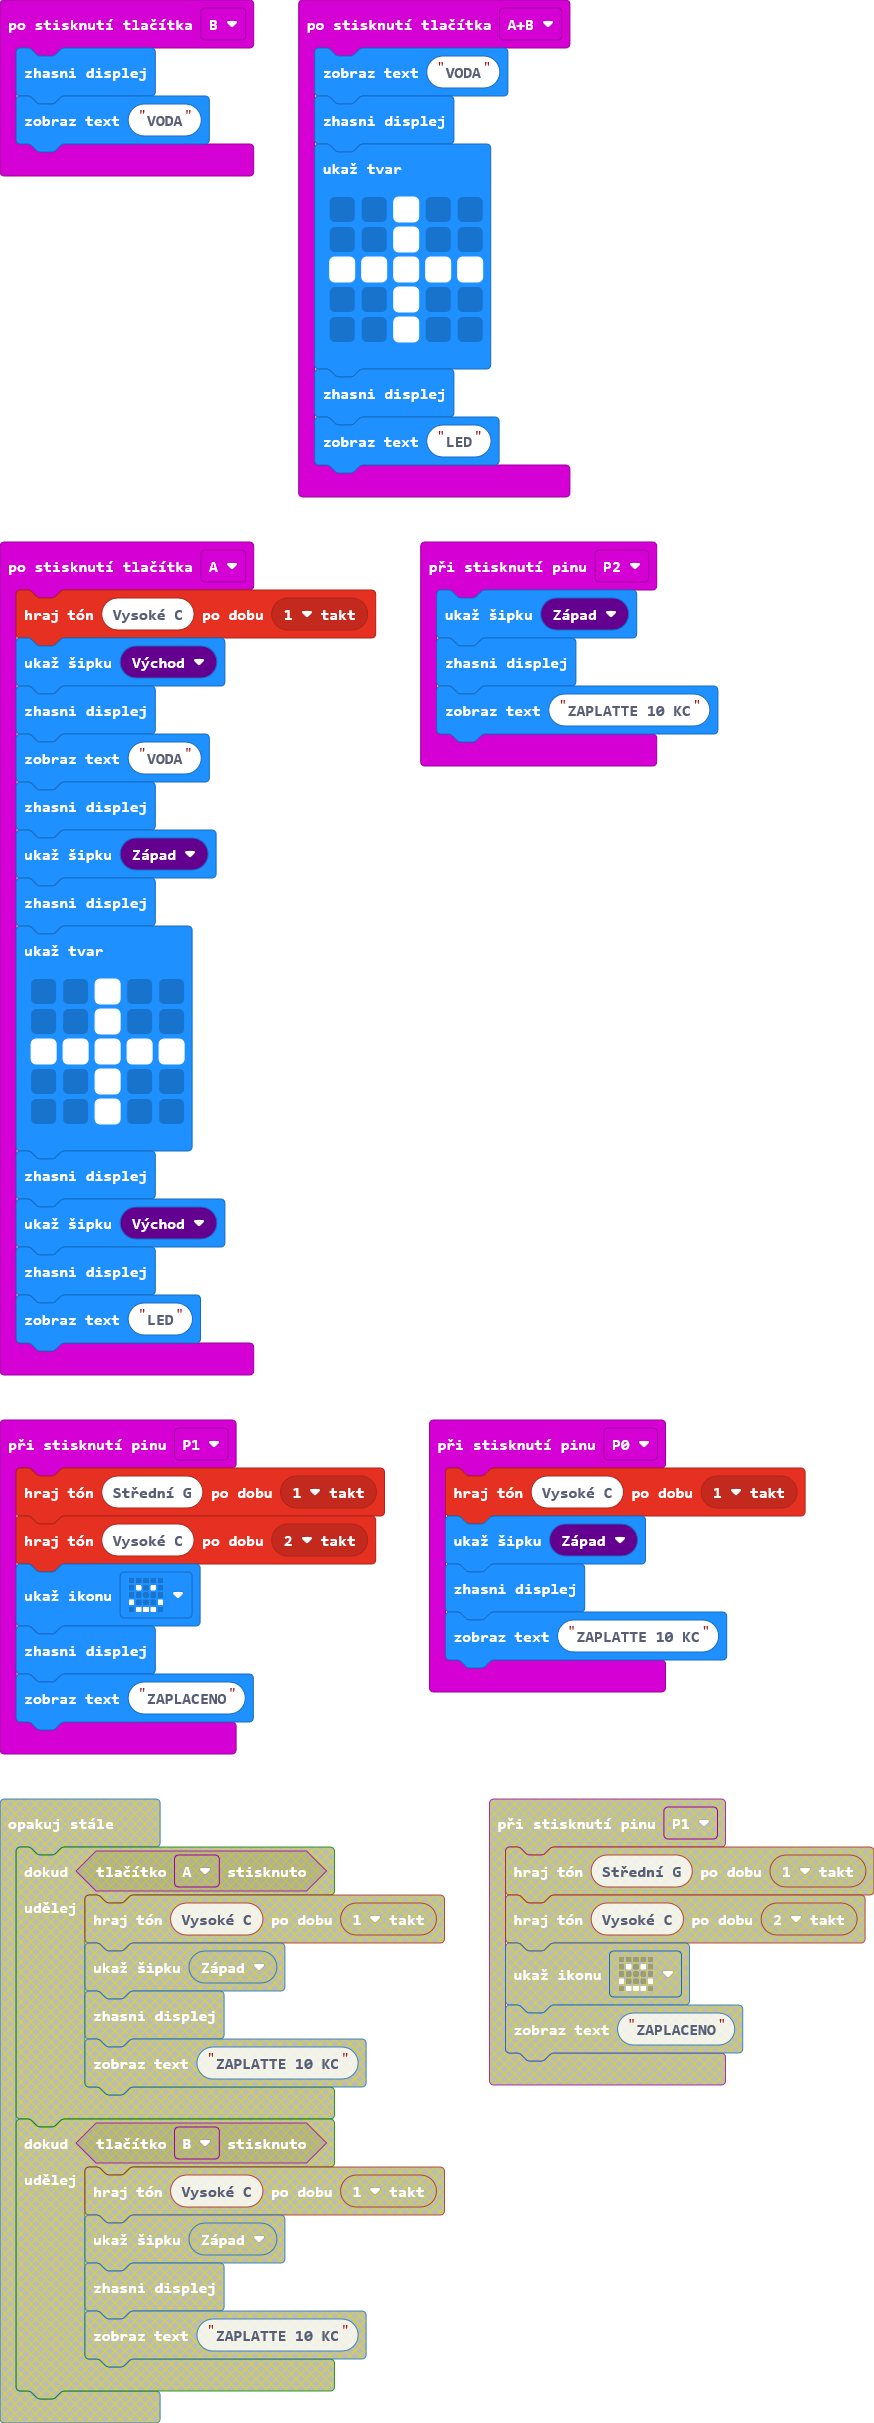 po stisknutí tlačítka B
zhasni displej
zobraz text "VODA"
po stisknutí tlačítka A+B
zobraz text "VODA"
zhasni displej
ukaž tvar
zhasni displej
zobraz text "LED"
po stisknutí tlačítka A
hraj tón Vysoké C po dobu 1 takt
ukaž šipku Východ
zhasni displej
zobraz text "VODA"
zhasni displej
ukaž šipku Západ
zhasni displej
ukaž tvar
zhasni displej
ukaž šipku Východ
zhasni displej
zobraz text "LED"
při stisknutí pinu P2
ukaž šipku Západ
zhasni displej
zobraz text "ZAPLATTE 10 KC"
při stisknutí pinu P1
hraj tón Střední G po dobu 1 takt
hraj tón Vysoké C po dobu 2 takt
ukaž ikonu
zhasni displej
zobraz text "ZAPLACENO"
při stisknutí pinu P0
hraj tón Vysoké C po dobu 1 takt
ukaž šipku Západ
zhasni displej
zobraz text "ZAPLATTE 10 KC"
opakuj stále
dokud tlačítko A stisknuto
udělej
hraj tón Vysoké C po dobu 1 takt
ukaž šipku Západ
zhasni displej
zobraz text "ZAPLATTE 10 KC"
dokud tlačítko B stisknuto
udělej
hraj tón Vysoké C po dobu 1 takt
ukaž šipku Západ
zhasni displej
zobraz text "ZAPLATTE 10 KC"
při stisknutí pinu P1
hraj tón Střední G po dobu 1 takt
hraj tón Vysoké C po dobu 2 takt
ukaž ikonu
zobraz text "ZAPLACENO"